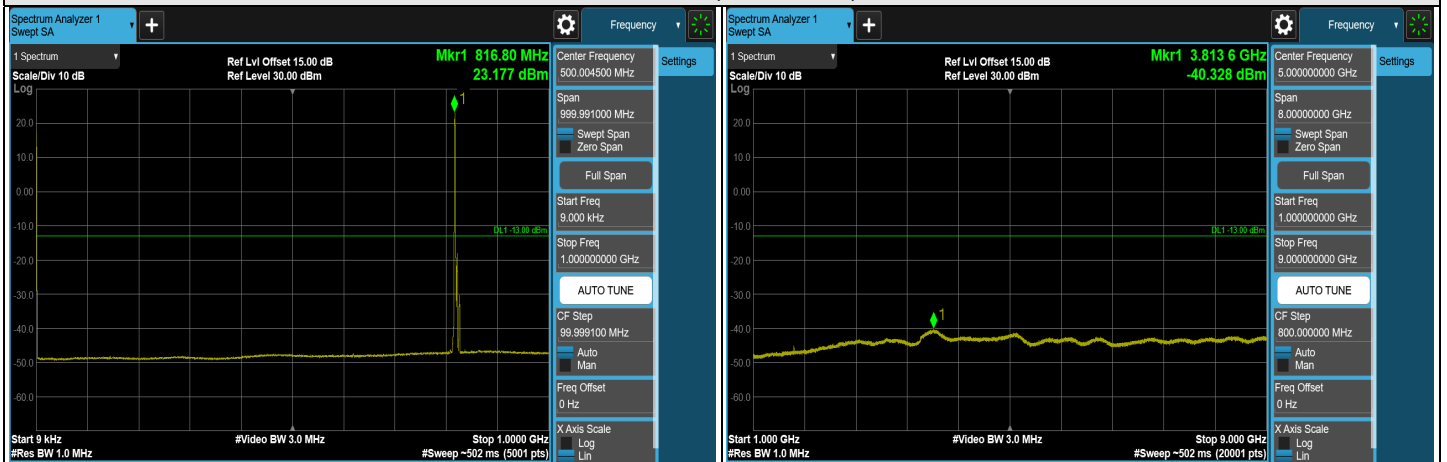 Spectrum Analyzer 1
Swept SA
+
Frequency
1 Spectrum
Scale/Div 10 dB
Log
Ref Lvl Offset 15.00 dB
Ref Level 30.00 dBm
Mkr1 816.80 MHz
23.177 dBm
1
20.0
10.0
0.00
-10.0
-20.0
-30.0
-40.0
-50.0
-60.0
DL1 -13.00 dBm
Start 9 kHz
#Res BW 1.0 MHz
#Video BW 3.0 MHz
Stop 1.0000 GHz
#Sweep ~502 ms (5001 pts)
Center Frequency
500.004500 MHz
Settings
Span
999.991000 MHz
Swept Span
Zero Span
Full Span
Start Freq
9.000 kHz
Stop Freq
1.000000000 GHz
AUTO TUNE
CF Step
99.999100 MHz
Auto
Man
Freq Offset
0 Hz
X Axis Scale
Log
Lin
Spectrum Analyzer 1
Swept SA
+
Frequency
1 Spectrum
Scale/Div 10 dB
Log
Ref Lvl Offset 15.00 dB
Ref Level 30.00 dBm
Mkr1 3.813 6 GHz
-40.328 dBm
1
20.0
10.0
0.00
-10.0
-20.0
-30.0
-40.0
-50.0
-60.0
DL1 -13.00 dBm
Start 1.000 GHz
#Res BW 1.0 MHz
#Video BW 3.0 MHz
Stop 9.000 GHz
#Sweep ~502 ms (20001 pts)
Center Frequency
5.000000000 GHz
Settings
Span
8.00000000 GHz
Swept Span
Zero Span
Full Span
Start Freq
1.000000000 GHz
Stop Freq
9.000000000 GHz
AUTO TUNE
CF Step
800.000000 MHz
Auto
Man
Freq Offset
0 Hz
X Axis Scale
Log
Lin